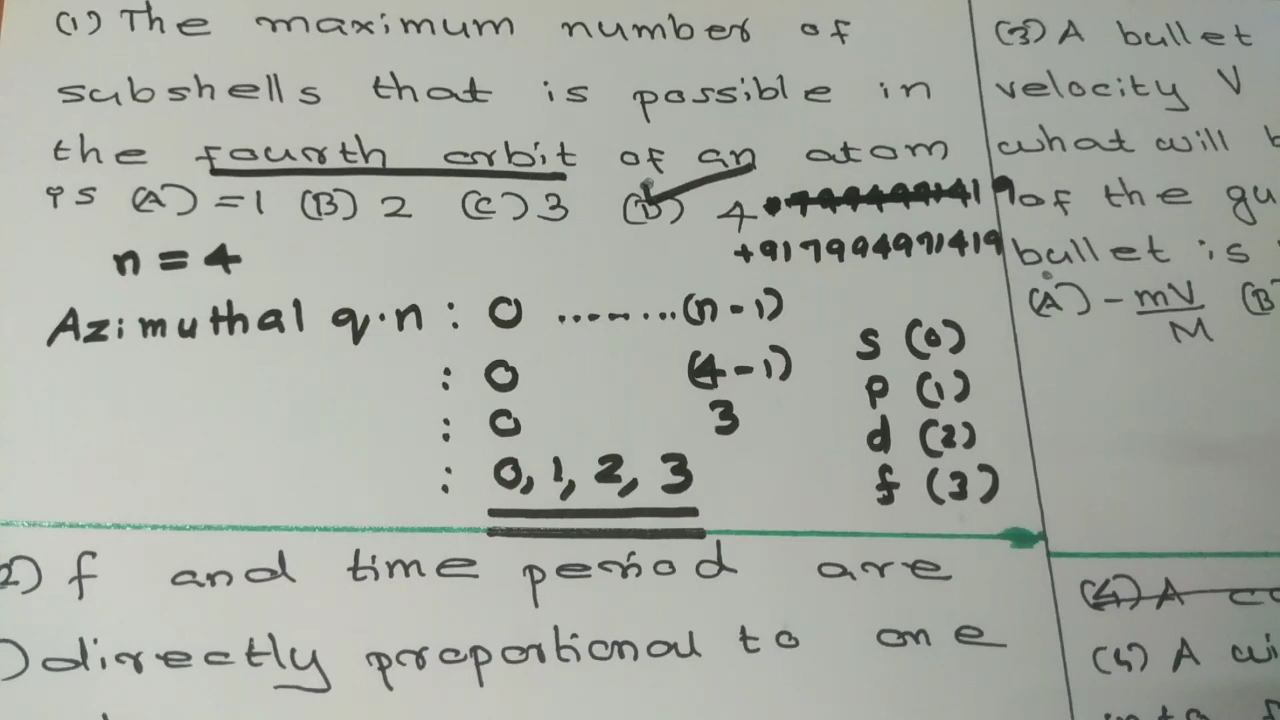 (1) The maximum number of
subshells that is possible in
the fourth orbit of an atom
is (A) = 1 (B) 2 (C) 3 (D) 4
+917994971419
n = 4
Azimuthal q.n : 0 ........(n-1)
: 0 (4-1)
: 0 3
: 0, 1, 2, 3
s (0)
p (1)
d (2)
f (3)
2) f and time period are
) directly proportional to one
(3) A bullet
velocity V
what will b
of the gu
bullet is
(A) - mV/M (B)
(4) A co
(4) A wi
into